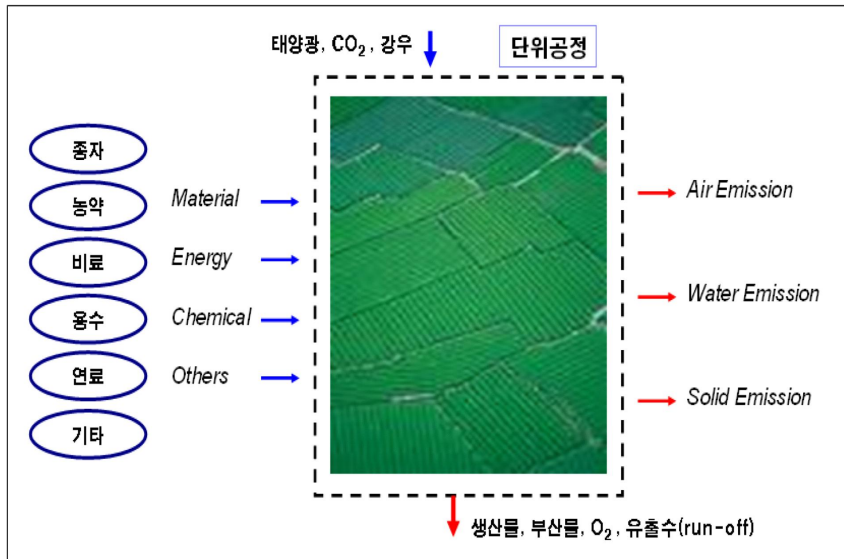 태양광, CO₂, 강우
단위공정
종자
농약
비료
용수
연료
기타
Material
Energy
Chemical
Others
Air Emission
Water Emission
Solid Emission
생산물, 부산물, O₂, 유출수(run-off)